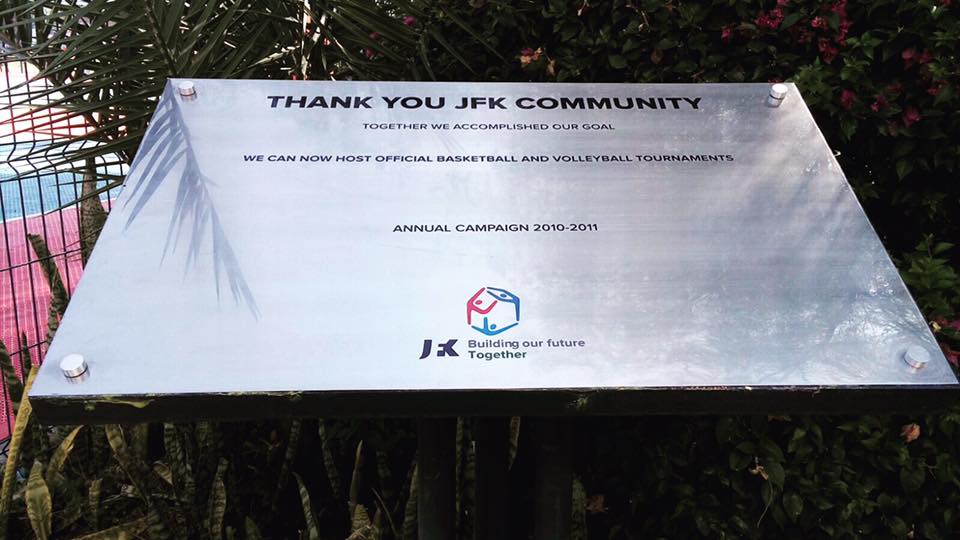 THANK YOU JFK COMMUNITY
TOGETHER WE ACCOMPLISHED OUR GOAL
WE CAN NOW HOST OFFICIAL BASKETBALL AND VOLLEYBALL TOURNAMENTS
ANNUAL CAMPAIGN 2010-2011
JFK Building our future
Together